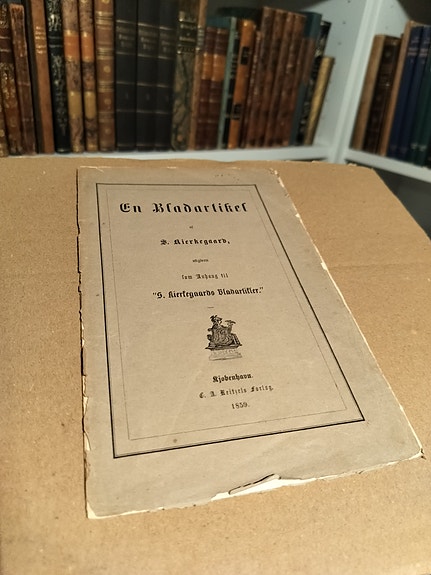 En Bladartikel
af
S. Kierkegaard,
udgiven
som Anhang til
"S. Kierkegaards Bladartikler."
Kjøbenhavn.
C. A. Reitzels Forlag.
1859.